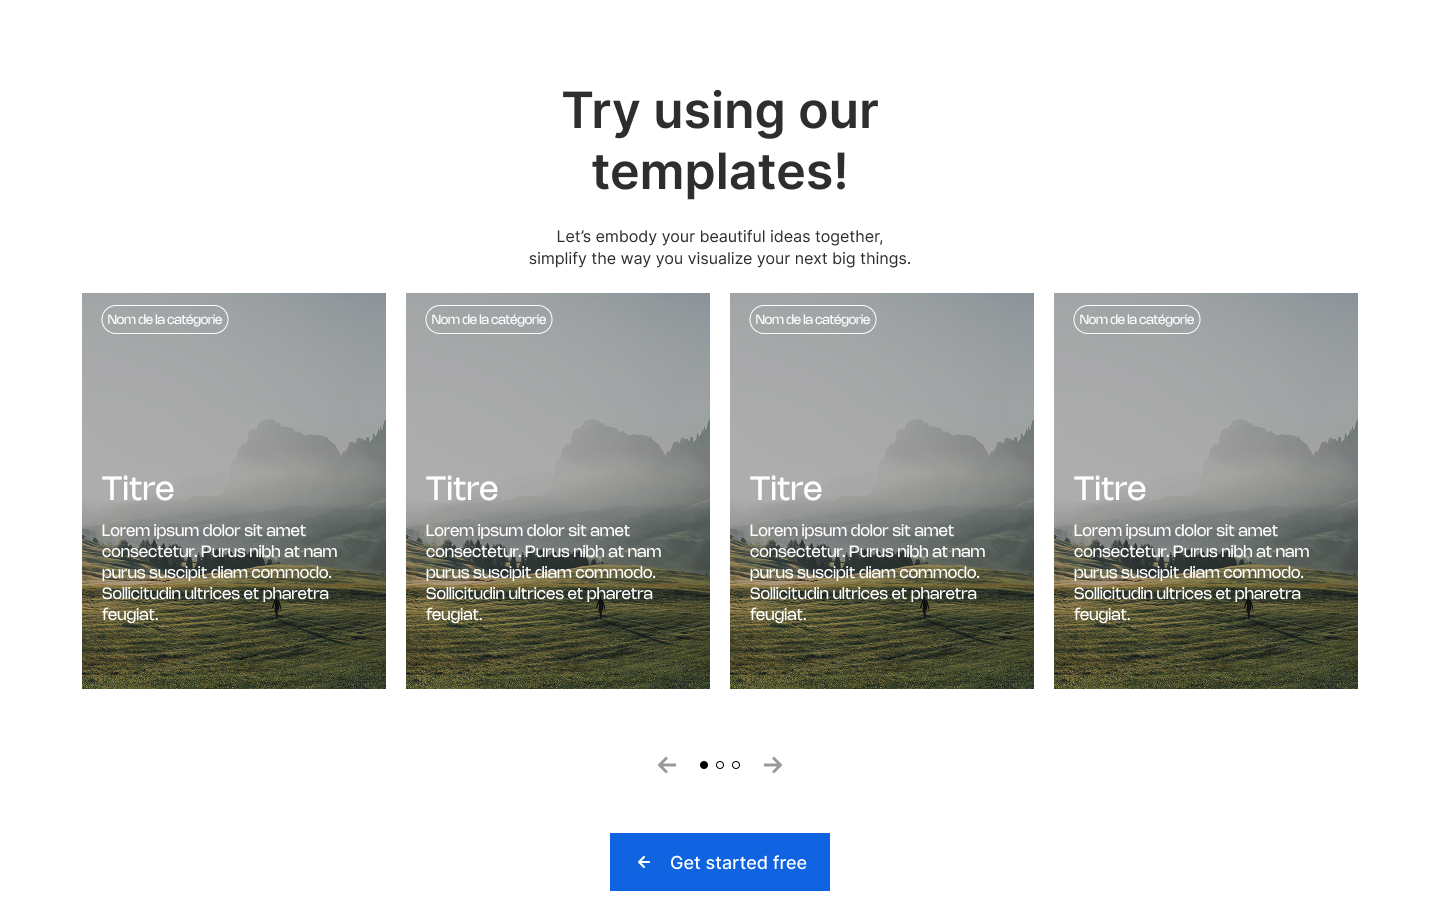 Try using our
templates!
Let’s embody your beautiful ideas together,
simplify the way you visualize your next big things.
Nom de la catégorie
Titre
Lorem ipsum dolor sit amet
consectetur. Purus nibh at nam
purus suscipit diam commodo.
Sollicitudin ultrices et pharetra
feugiat.
Nom de la catégorie
Titre
Lorem ipsum dolor sit amet
consectetur. Purus nibh at nam
purus suscipit diam commodo.
Sollicitudin ultrices et pharetra
feugiat.
Nom de la catégorie
Titre
Lorem ipsum dolor sit amet
consectetur. Purus nibh at nam
purus suscipit diam commodo.
Sollicitudin ultrices et pharetra
feugiat.
Nom de la catégorie
Titre
Lorem ipsum dolor sit amet
consectetur. Purus nibh at nam
purus suscipit diam commodo.
Sollicitudin ultrices et pharetra
feugiat.
Get started free